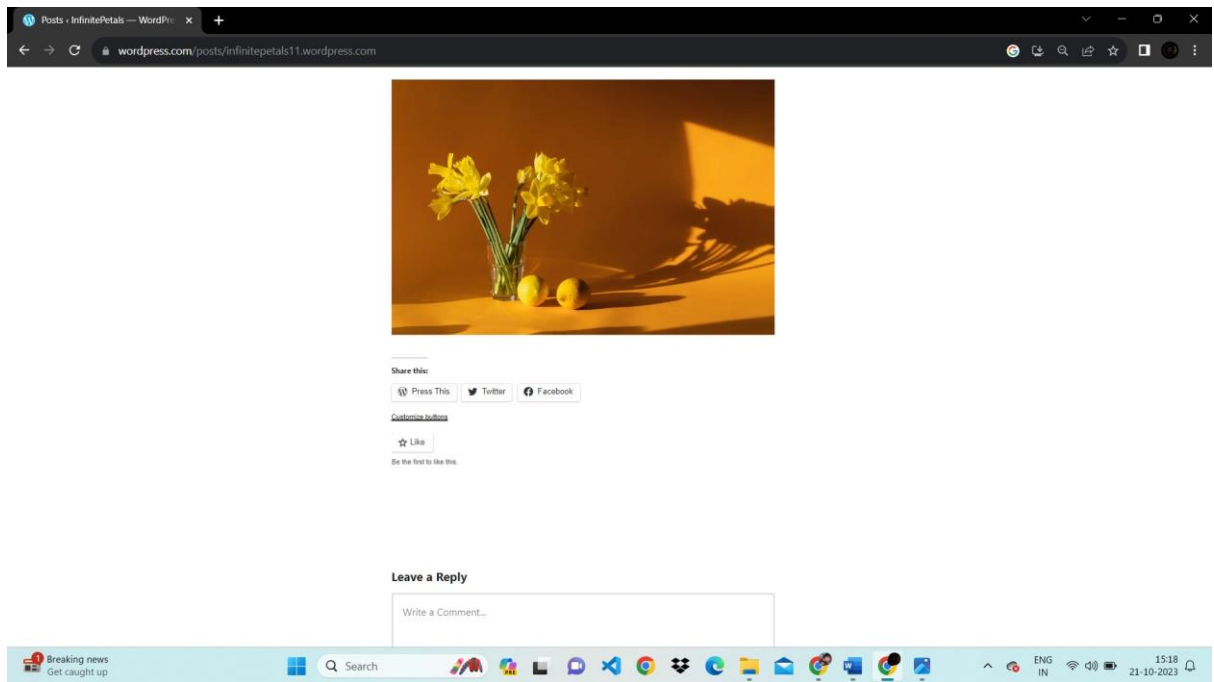 Posts ‹ InfinitePetals — WordPre
wordpress.com/posts/infinitepetals11.wordpress.com
Share this:
Press This Twitter Facebook
Customize buttons
Like
Be the first to like this.
Leave a Reply
Write a Comment...
1
Breaking news
Get caught up
Search
PRE
ENG
IN
15:18
21-10-2023